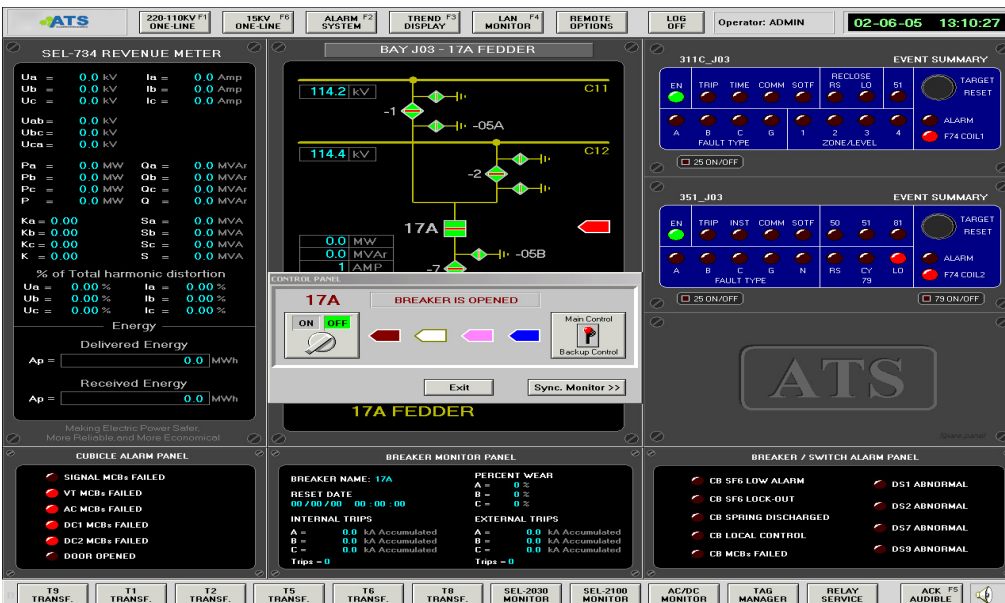 ATS
220-110KV F1
ONE-LINE
15KV F6
ONE-LINE
ALARM F2
SYSTEM
TREND F3
DISPLAY
LAN F4
MONITOR
REMOTE
OPTIONS
LOG
OFF
Operator: ADMIN
02-06-05 13:10:27
SEL-734 REVENUE METER
Ua = 0.0 kV Ia = 0.0 Amp
Ub = 0.0 kV Ib = 0.0 Amp
Uc = 0.0 kV Ic = 0.0 Amp
Uab = 0.0 kV
Ubc = 0.0 kV
Uca = 0.0 kV
Pa = 0.0 MW Qa = 0.0 MVAr
Pb = 0.0 MW Qb = 0.0 MVAr
Pc = 0.0 MW Qc = 0.0 MVAr
P = 0.0 MW Q = 0.0 MVAr
Ka = 0.00 Sa = 0.0 MVA
Kb = 0.00 Sb = 0.0 MVA
Kc = 0.00 Sc = 0.0 MVA
K = 0.00 S = 0.0 MVA
% of Total harmonic distortion
Ua = 0.00 % Ia = 0.00 %
Ub = 0.00 % Ib = 0.00 %
Uc = 0.00 % Ic = 0.00 %
Energy
Delivered Energy
Ap = 0.0 MWh
Received Energy
Ap = 0.0 MWh
Making Electric Power Safer,
More Reliable,and More Economical
BAY J03 - 17A FEDDER
114.2 kV C11
-1
-05A
114.4 kV C12
-2
17A
0.0 MW
0.0 MVAr -05B
1 AMP -7
CONTROL PANEL
17A BREAKER IS OPENED
ON OFF
Main Control
Backup Control
Exit Sync. Monitor >>
17A FEDDER
311C_J03 EVENT SUMMARY
EN TRIP TIME COMM SOTF RECLOSE RS LO 51
TARGET
RESET
ALARM
F74 COIL1
A B C G 1 2 3 4
FAULT TYPE ZONE/LEVEL
25 ON/OFF
351_J03 EVENT SUMMARY
EN TRIP INST COMM SOTF 50 51 81
TARGET
RESET
ALARM
F74 COIL2
A B C G N RS CY LO
FAULT TYPE 79
25 ON/OFF 79 ON/OFF
ATS
CUBICLE ALARM PANEL
SIGNAL MCBs FAILED
VT MCBs FAILED
AC MCBs FAILED
DC1 MCBs FAILED
DC2 MCBs FAILED
DOOR OPENED
BREAKER MONITOR PANEL
BREAKER NAME: 17A
RESET DATE
00/00/00 00:00:00
PERCENT WEAR
A = 0 %
B = 0 %
C = 0 %
INTERNAL TRIPS
A = 0.0 kA Accumulated
B = 0.0 kA Accumulated
C = 0.0 kA Accumulated
Trips = 0
EXTERNAL TRIPS
A = 0.0 kA Accumulated
B = 0.0 kA Accumulated
C = 0.0 kA Accumulated
Trips = 0
BREAKER / SWITCH ALARM PANEL
CB SF6 LOW ALARM
CB SF6 LOCK-OUT
CB SPRING DISCHARGED
CB LOCAL CONTROL
CB MCBs FAILED
DS1 ABNORMAL
DS2 ABNORMAL
DS7 ABNORMAL
DS9 ABNORMAL
T9
TRANSF.
T1
TRANSF.
T2
TRANSF.
T5
TRANSF.
T6
TRANSF.
T8
TRANSF.
SEL-2030
MONITOR
SEL-2100
MONITOR
AC/DC
MONITOR
TAG
MANAGER
RELAY
SERVICE
ACK F5
AUDIBLE